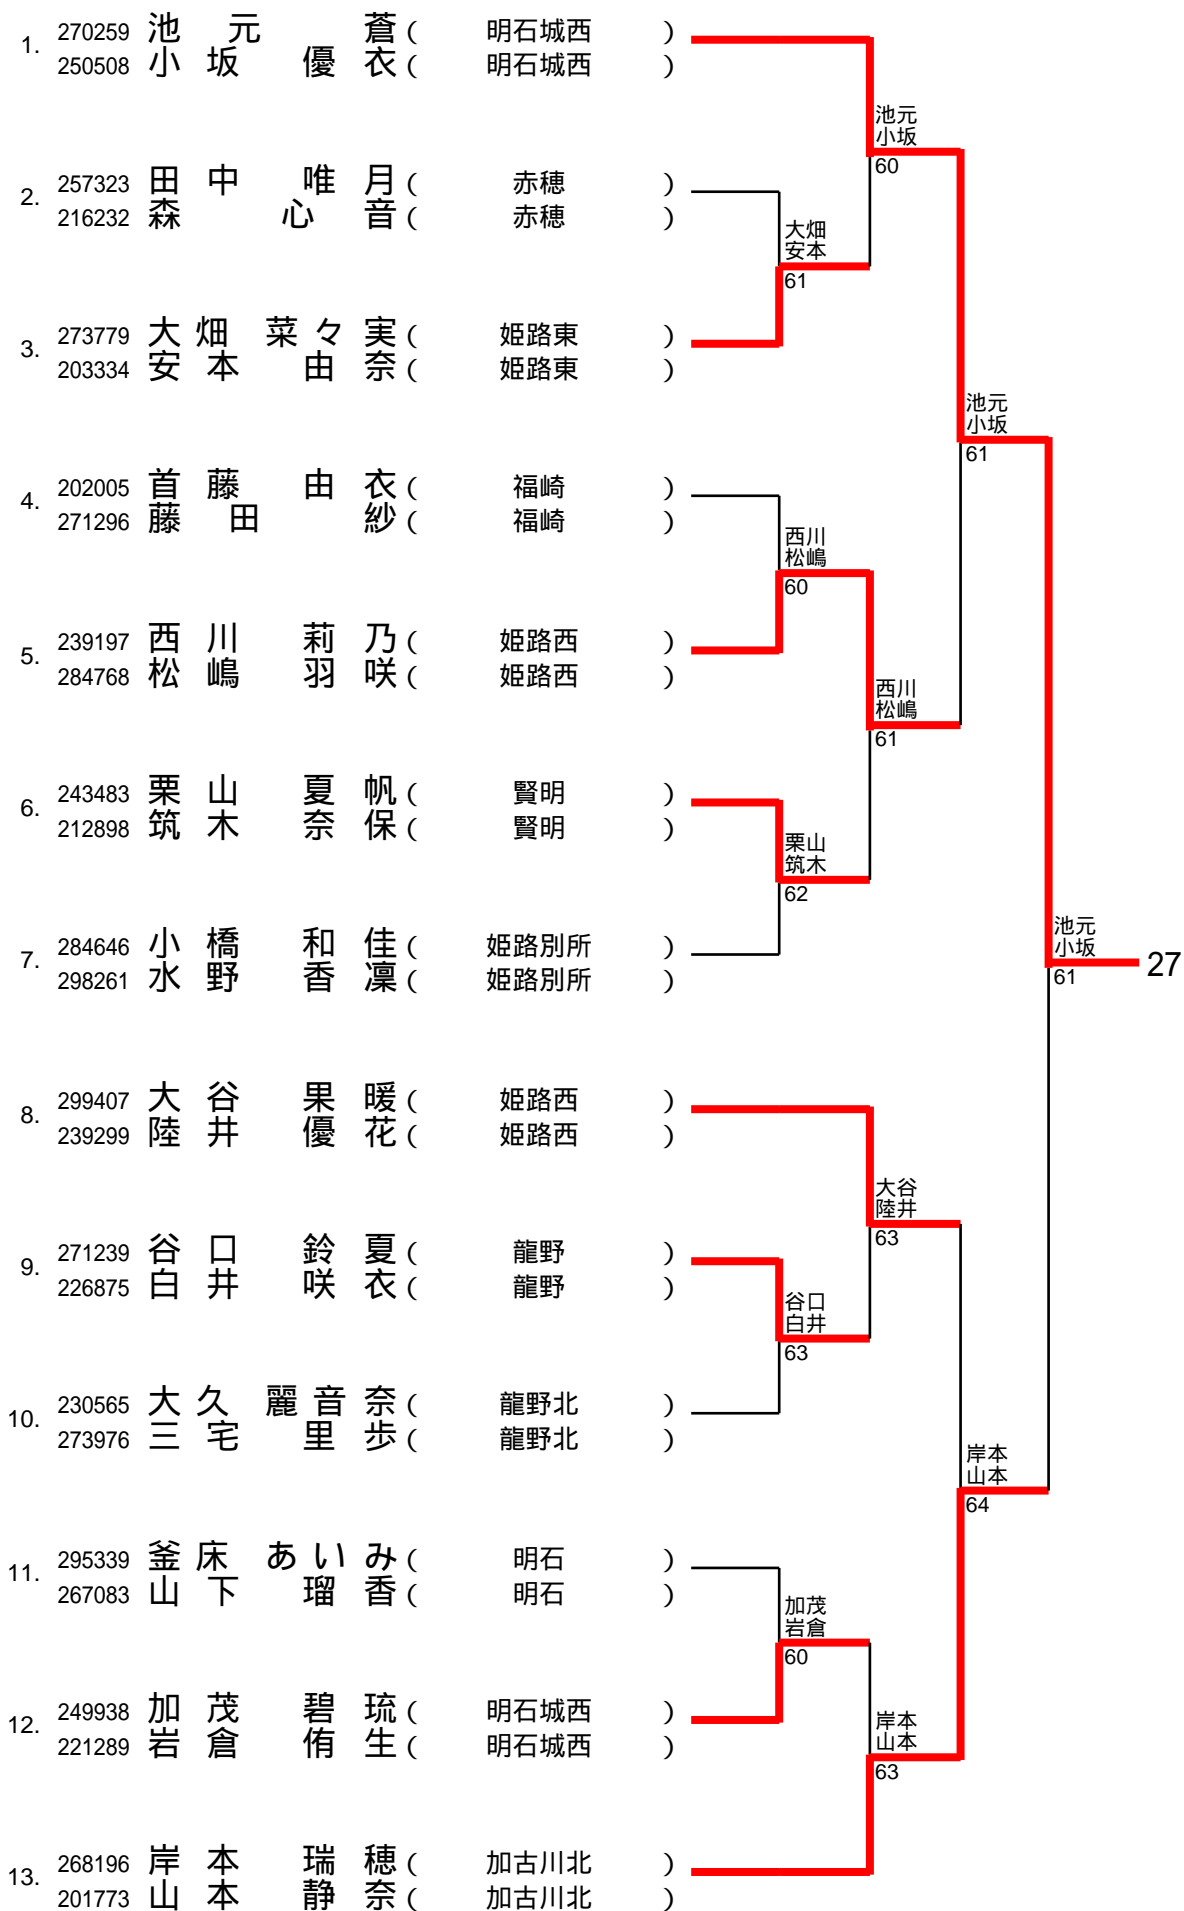 1. 270259 池元 蒼 ( 明石城西 )
250508 小坂 優衣 ( 明石城西 )
池元
小坂
60
2. 257323 田中 唯月 ( 赤穂 )
216232 森 心音 ( 赤穂 )
大畑
安本
61
3. 273779 大畑 菜々実 ( 姫路東 )
203334 安本 由奈 ( 姫路東 )
池元
小坂
61
4. 202005 首藤 由衣 ( 福崎 )
271296 藤田 紗 ( 福崎 )
西川
松嶋
60
5. 239197 西川 莉乃 ( 姫路西 )
284768 松嶋 羽咲 ( 姫路西 )
西川
松嶋
61
6. 243483 栗山 夏帆 ( 賢明 )
212898 筑木 奈保 ( 賢明 )
栗山
筑木
62
7. 284646 小橋 和佳 ( 姫路別所 )
298261 水野 香凜 ( 姫路別所 )
池元
小坂
61
27
8. 299407 大谷 果暖 ( 姫路西 )
239299 陸井 優花 ( 姫路西 )
大谷
陸井
63
9. 271239 谷口 鈴夏 ( 龍野 )
226875 白井 咲衣 ( 龍野 )
谷口
白井
63
10. 230565 大久 麗音奈 ( 龍野北 )
273976 三宅 里歩 ( 龍野北 )
岸本
山本
64
11. 295339 釜床 あいみ ( 明石 )
267083 山下 瑠香 ( 明石 )
加茂
岩倉
60
12. 249938 加茂 碧琉 ( 明石城西 )
221289 岩倉 侑生 ( 明石城西 )
岸本
山本
63
13. 268196 岸本 瑞穂 ( 加古川北 )
201773 山本 静奈 ( 加古川北 )